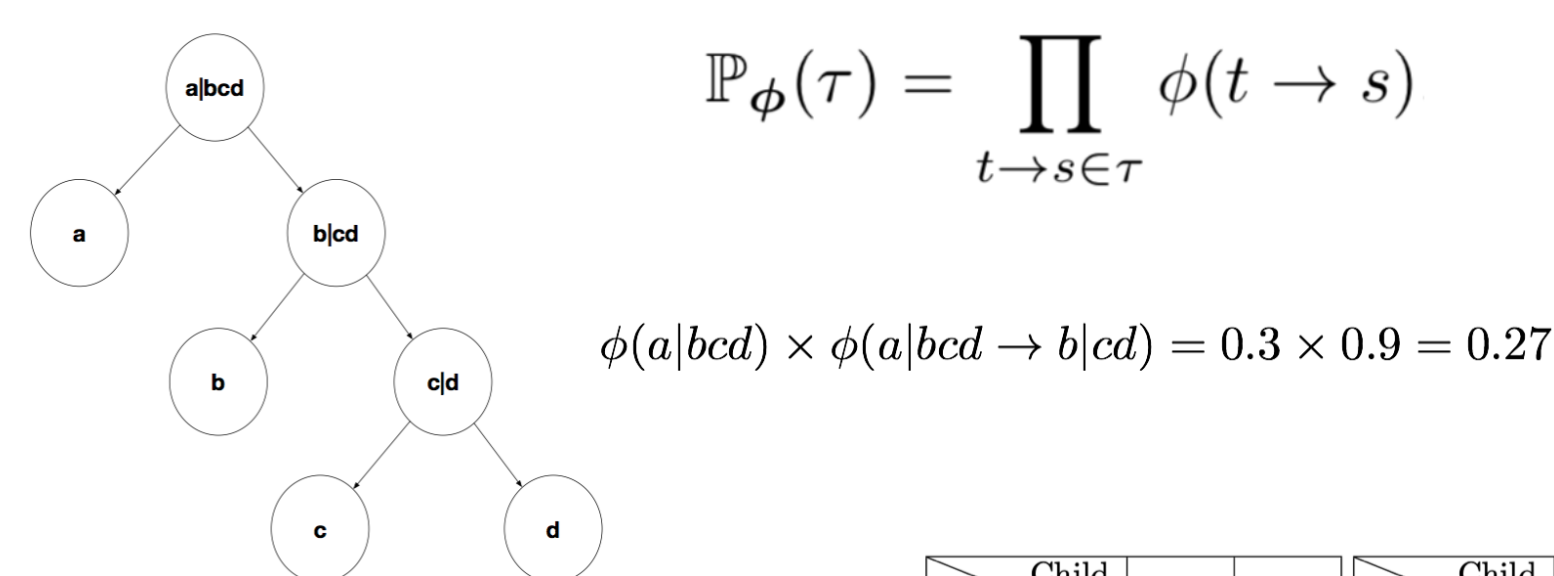 a|bcd
a
b|cd
b
c|d
c
d
ℙ_ϕ(τ) = ∏_{t→s∈τ} ϕ(t → s)
ϕ(a|bcd) × ϕ(a|bcd → b|cd) = 0.3 × 0.9 = 0.27
Child
Child